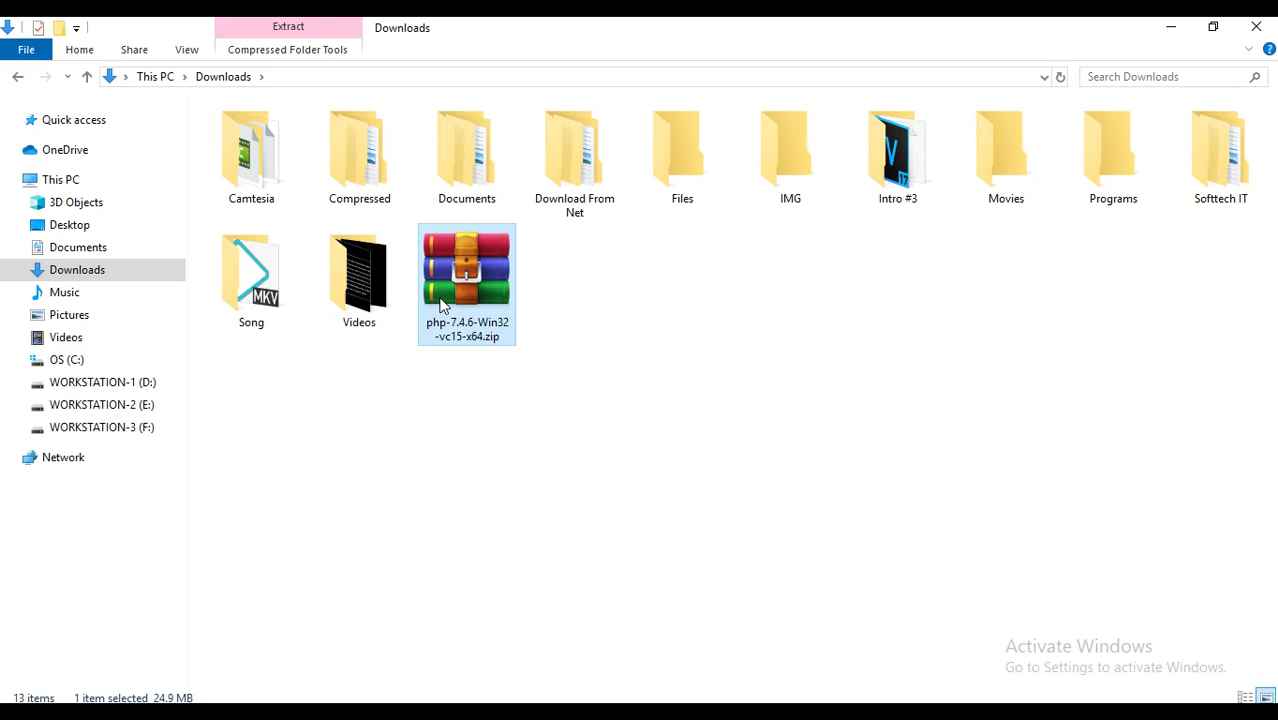 Extract
Downloads
File
Home
Share
View
Compressed Folder Tools
This PC
Downloads
Search Downloads
Quick access
OneDrive
This PC
3D Objects
Desktop
Documents
Downloads
Music
Pictures
Videos
OS (C:)
WORKSTATION-1 (D:)
WORKSTATION-2 (E:)
WORKSTATION-3 (F:)
Network
Camtesia
Compressed
Documents
Download From
Net
Files
IMG
Intro #3
Movies
Programs
Softtech IT
MKV
Song
Videos
php-7.4.6-Win32
-vc15-x64.zip
Activate Windows
Go to Settings to activate Windows.
13 items
1 item selected 24.9 MB